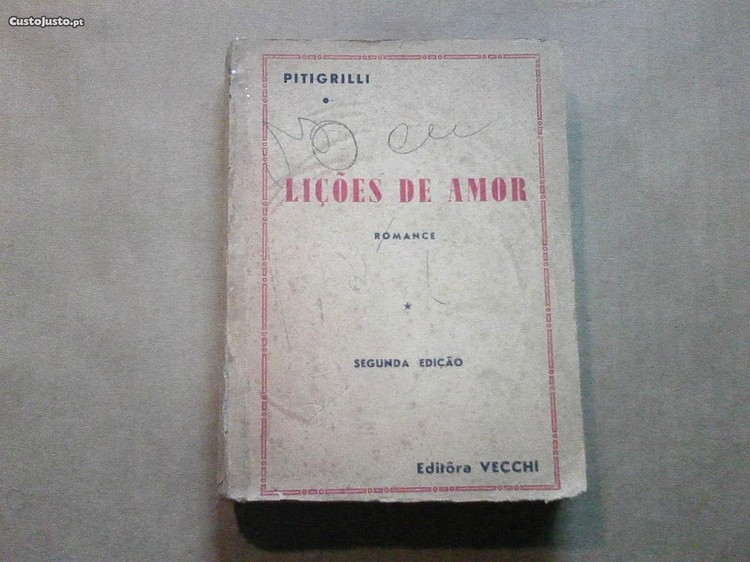 CustoJusto.pt
PITIGRILLI
LIÇÕES DE AMOR
ROMANCE
SEGUNDA EDIÇÃO
Editôra VECCHI